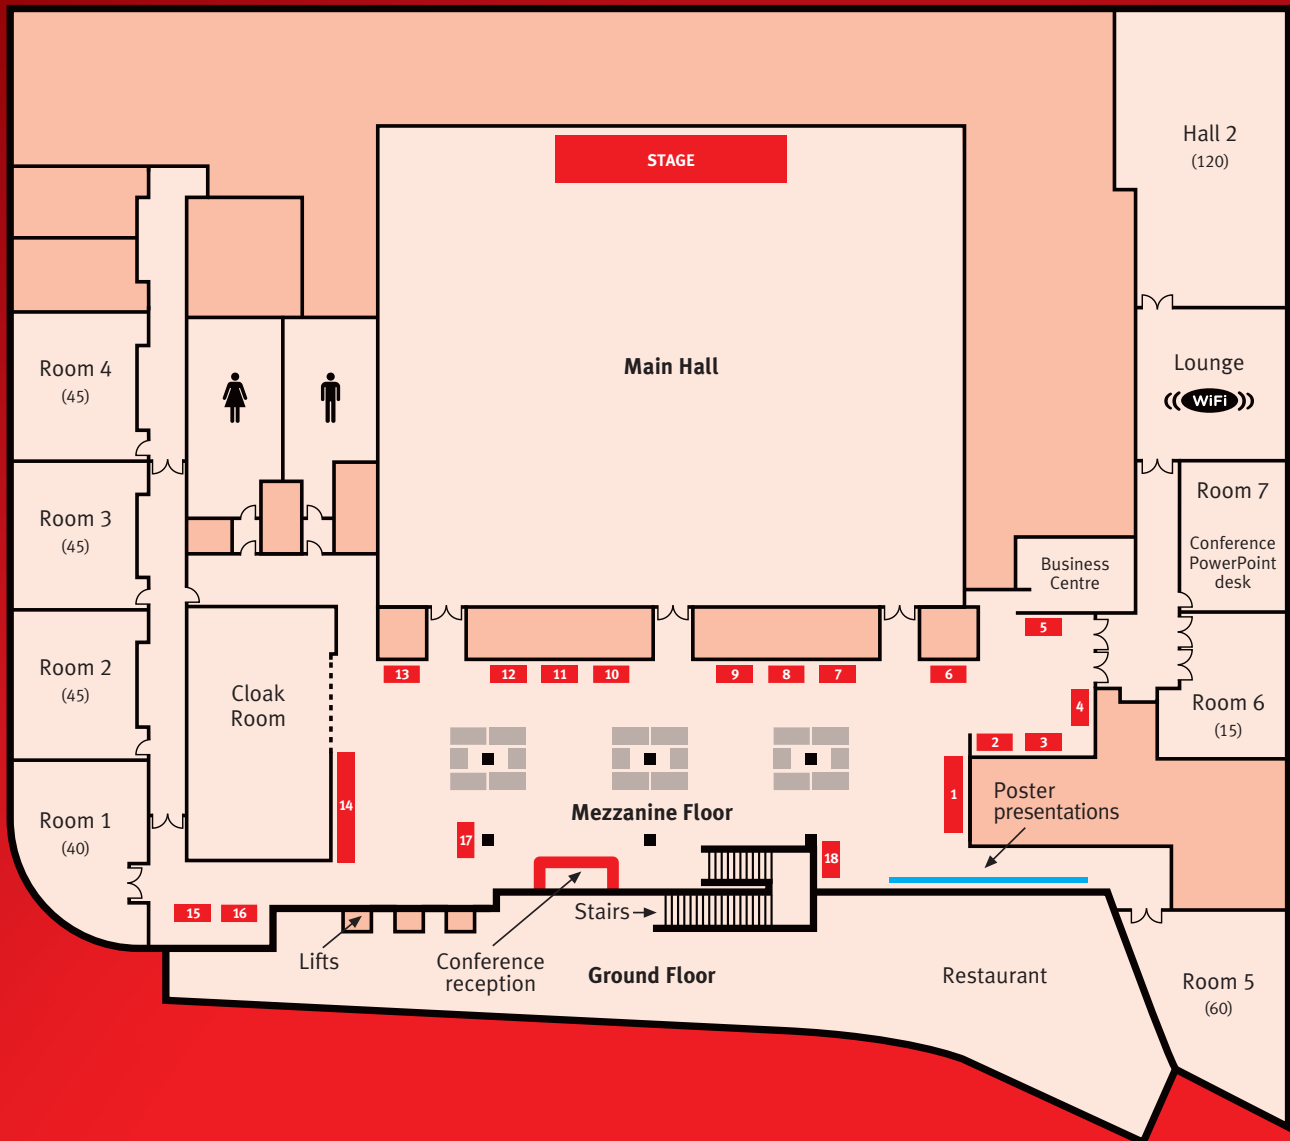 Hall 2
(120)
STAGE
Main Hall
Lounge
WiFi
Room 4
(45)
Room 3
(45)
Room 7
Conference
PowerPoint
desk
Business
Centre
Room 2
(45)
Cloak
Room
5
13
12
11
10
9
8
7
6
4
2
3
Room 6
(15)
Room 1
(40)
14
Mezzanine Floor
1
Poster
presentations
17
18
15
16
Stairs
Lifts
Conference
reception
Ground Floor
Restaurant
Room 5
(60)